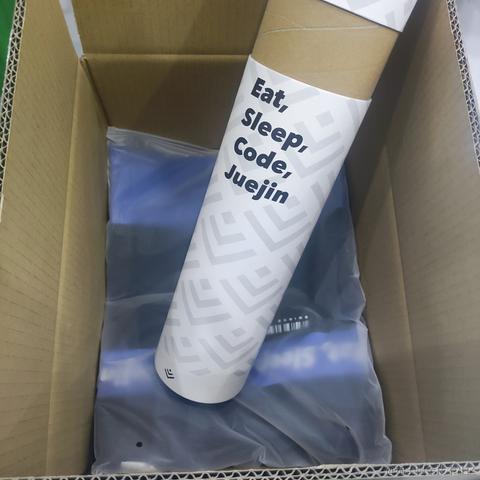 Eat,
Sleep,
Code,
Juejin